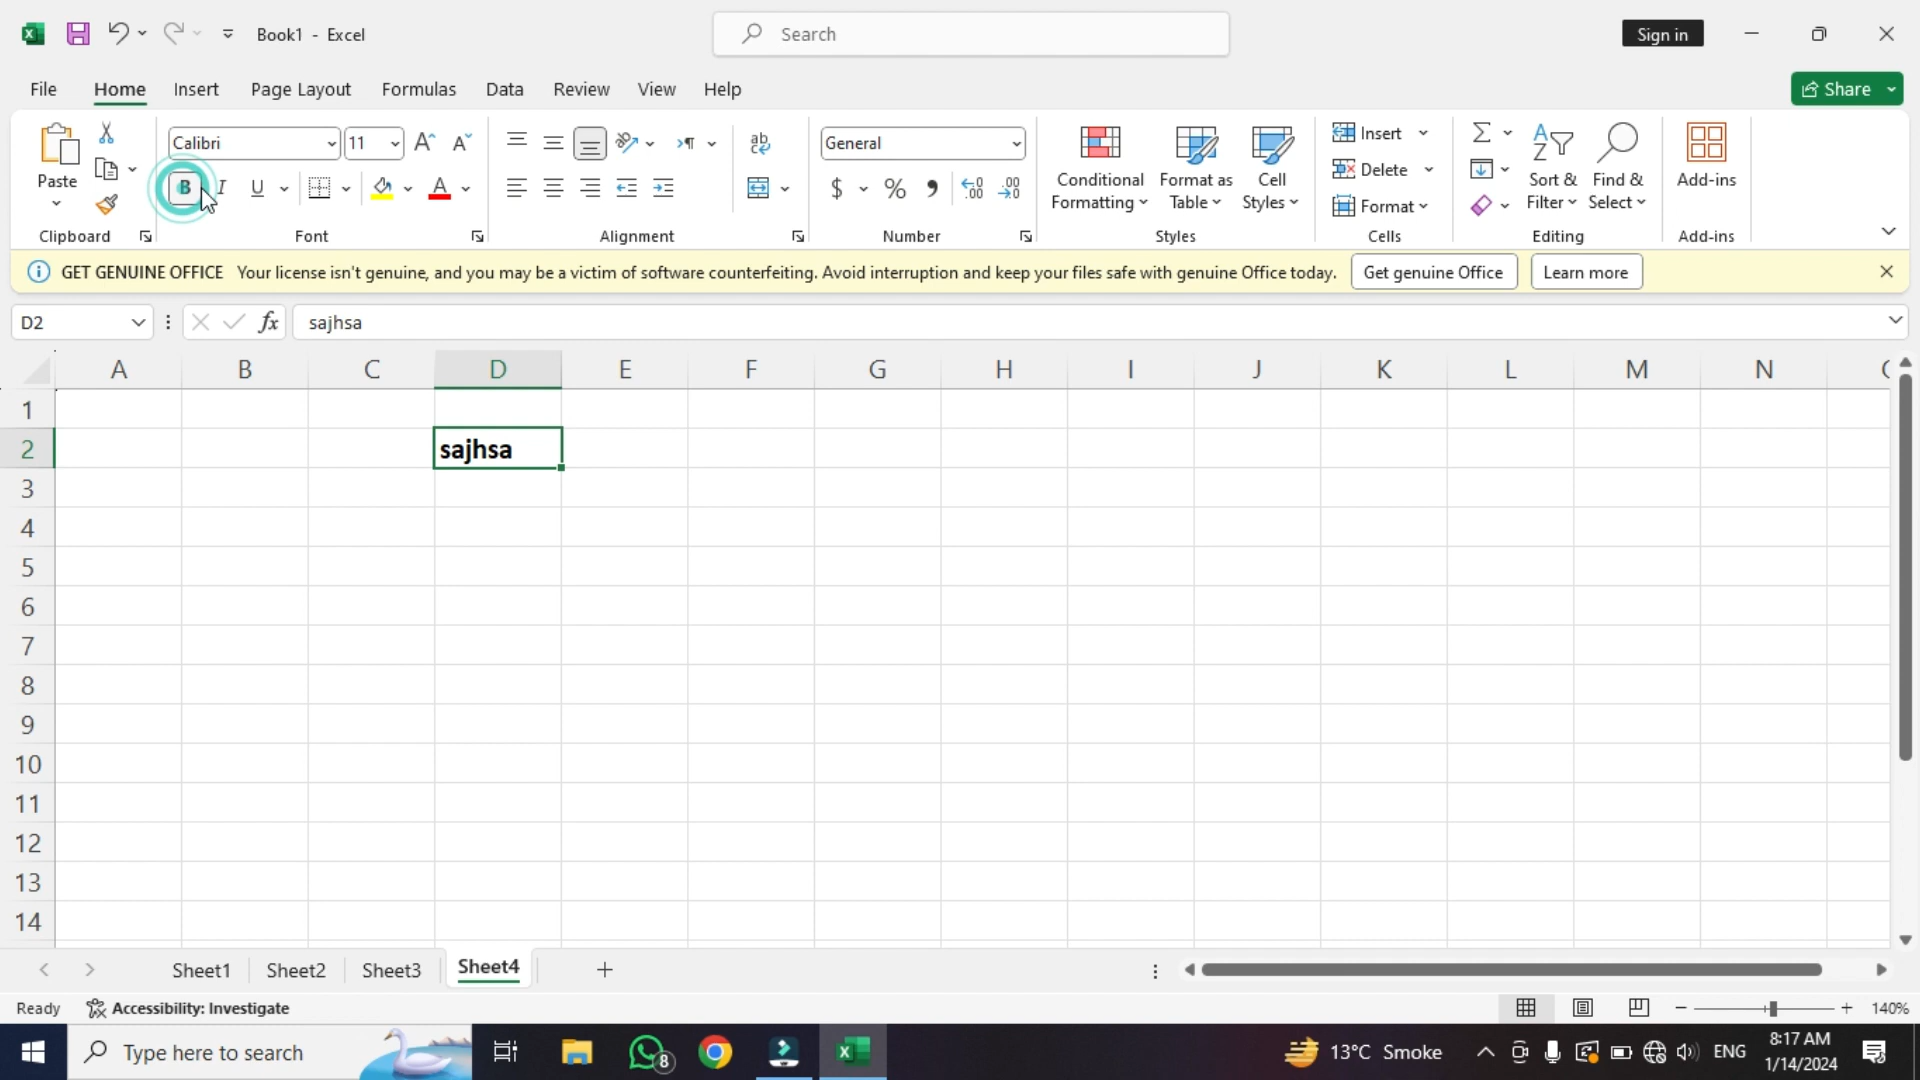 Book1 - Excel
Search
Sign in
File Home Insert Page Layout Formulas Data Review View Help
Share
Paste
Calibri 11
B I U A
General
$ % 9
Conditional Formatting
Format as Table
Cell Styles
Insert
Delete
Format
Sort & Filter
Find & Select
Add-ins
Clipboard Font Alignment Number Styles Cells Editing Add-ins
GET GENUINE OFFICE Your license isn't genuine, and you may be a victim of software counterfeiting. Avoid interruption and keep your files safe with genuine Office today. Get genuine Office Learn more
D2 fx sajhsa
A B C D E F G H I J K L M N
1
2 sajhsa
3
4
5
6
7
8
9
10
11
12
13
14
Sheet1 Sheet2 Sheet3 Sheet4
Ready Accessibility: Investigate 140%
Type here to search
8
13°C Smoke
ENG
8:17 AM
1/14/2024